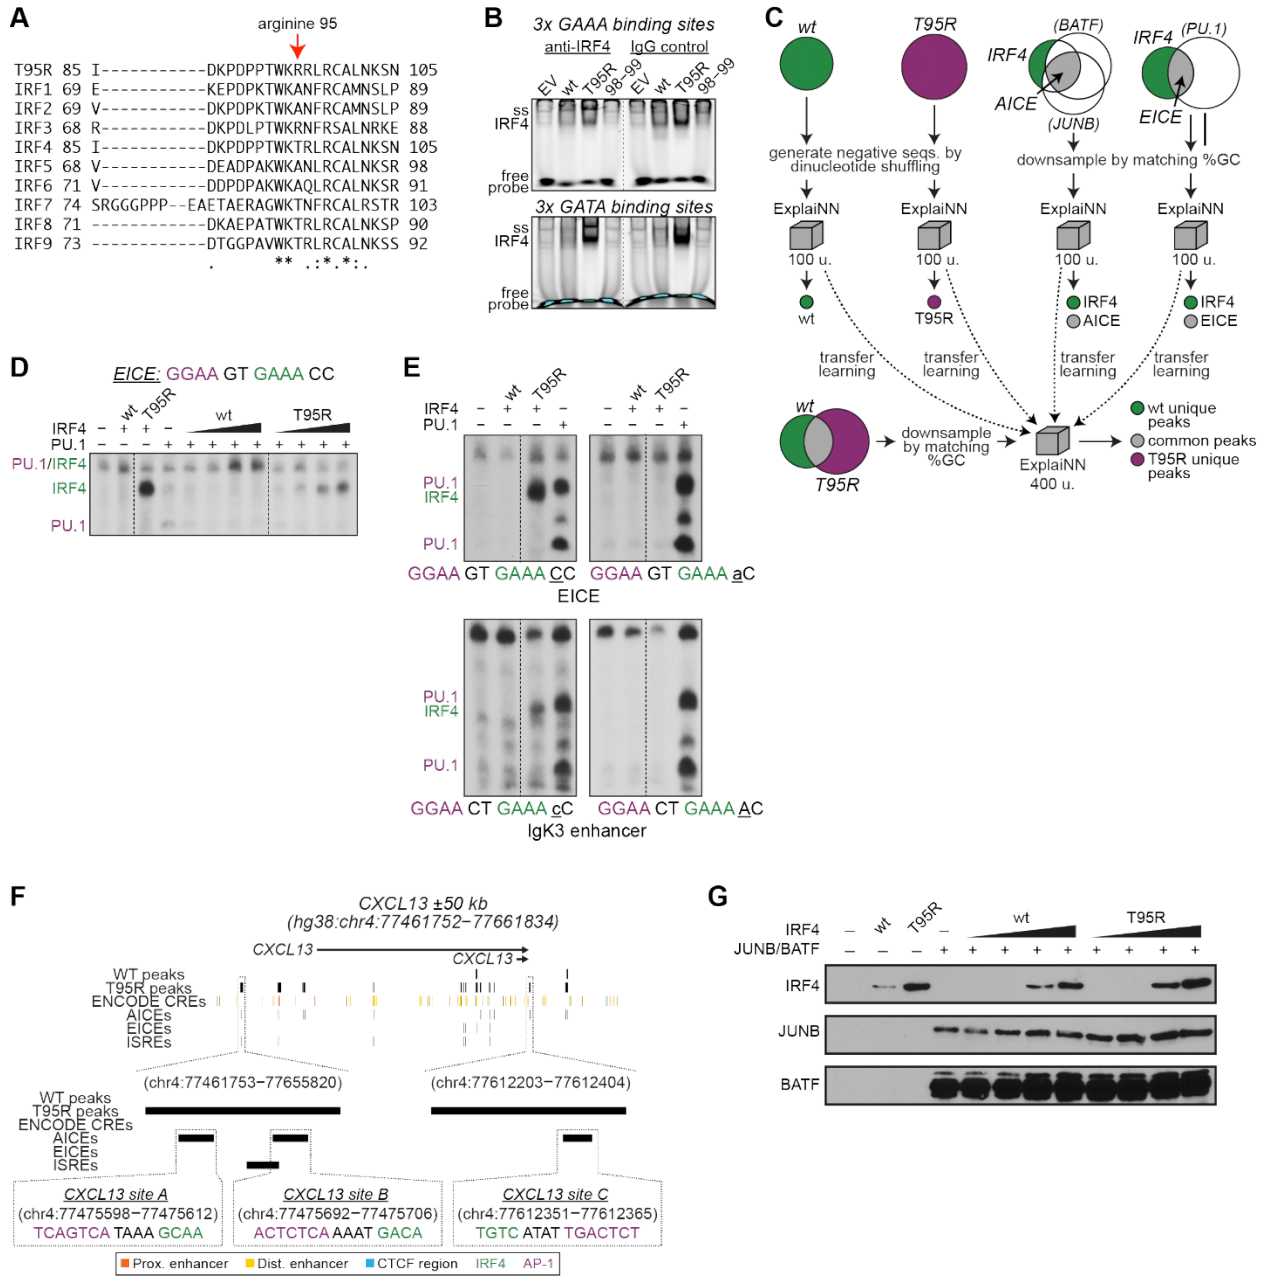 A
arginine 95
T95R 85 I-----------DKPDPPTWKRRLRCALNKSN 105
IRF1 69 E-----------KEPDPKTWKANFRCAMNSLP 89
IRF2 69 V-----------DKPDPKTWKANFRCAMNSLP 89
IRF3 68 R-----------DKPDLPTWKRNFRSALNRKE 88
IRF4 85 I-----------DKPDPPTWKTRLRCALNKSN 105
IRF5 68 V-----------DEADPAKWKANLRCALNKSR 98
IRF6 71 V-----------DDPDPAKWKAQLRCALNKSR 91
IRF7 74 SRGGGPPP--EAETAERAGWKTNFRCALRSTR 103
IRF8 71 ------------DKAEPATWKTRLRCALNKSP 90
IRF9 73 ------------DTGGPAVWKTRLRCALNKSS 92
. ** .:*.*:.
B
3x GAAA binding sites
anti-IRF4 IgG control
EV wt T95R 98–99 EV wt T95R 98–99
ss
IRF4
free
probe
3x GATA binding sites
ss
IRF4
free
probe
C
wt T95R (BATF) IRF4 AICE (JUNB) IRF4 (PU.1) EICE
generate negative seqs. by
dinucleotide shuffling
downsample by matching %GC
ExplaiNN ExplaiNN ExplaiNN ExplaiNN
100 u. 100 u. 100 u. 100 u.
wt T95R IRF4 IRF4
AICE EICE
transfer transfer transfer transfer
learning learning learning learning
wt
T95R
downsample
by matching
%GC
ExplaiNN
400 u.
wt unique
peaks
common peaks
T95R unique
peaks
D
EICE: GGAA GT GAAA CC
wt T95R wt T95R
IRF4 – + + –
PU.1 – – – + + + + + + + + +
PU.1/IRF4
IRF4
PU.1
E
wt T95R wt T95R
IRF4 – + + – – + + –
PU.1 – – – + – – – +
PU.1
IRF4
PU.1
GGAA GT GAAA CC GGAA GT GAAA aC
EICE
PU.1
IRF4
PU.1
GGAA CT GAAA cC GGAA CT GAAA AC
IgK3 enhancer
F
CXCL13 ±50 kb
(hg38:chr4:77461752–77661834)
CXCL13
CXCL13
WT peaks
T95R peaks
ENCODE CREs
AICEs
EICEs
ISREs
(chr4:77461753–77655820) (chr4:77612203–77612404)
WT peaks
T95R peaks
ENCODE CREs
AICEs
EICEs
ISREs
CXCL13 site A CXCL13 site B CXCL13 site C
(chr4:77475598–77475612) (chr4:77475692–77475706) (chr4:77612351–77612365)
TCAGTCA TAAA GCAA ACTCTCA AAAT GACA TGTC ATAT TGACTCT
Prox. enhancer Dist. enhancer CTCF region IRF4 AP-1
G
wt T95R wt T95R
IRF4 – –
JUNB/BATF – – – + + + + + + + + +
IRF4
JUNB
BATF